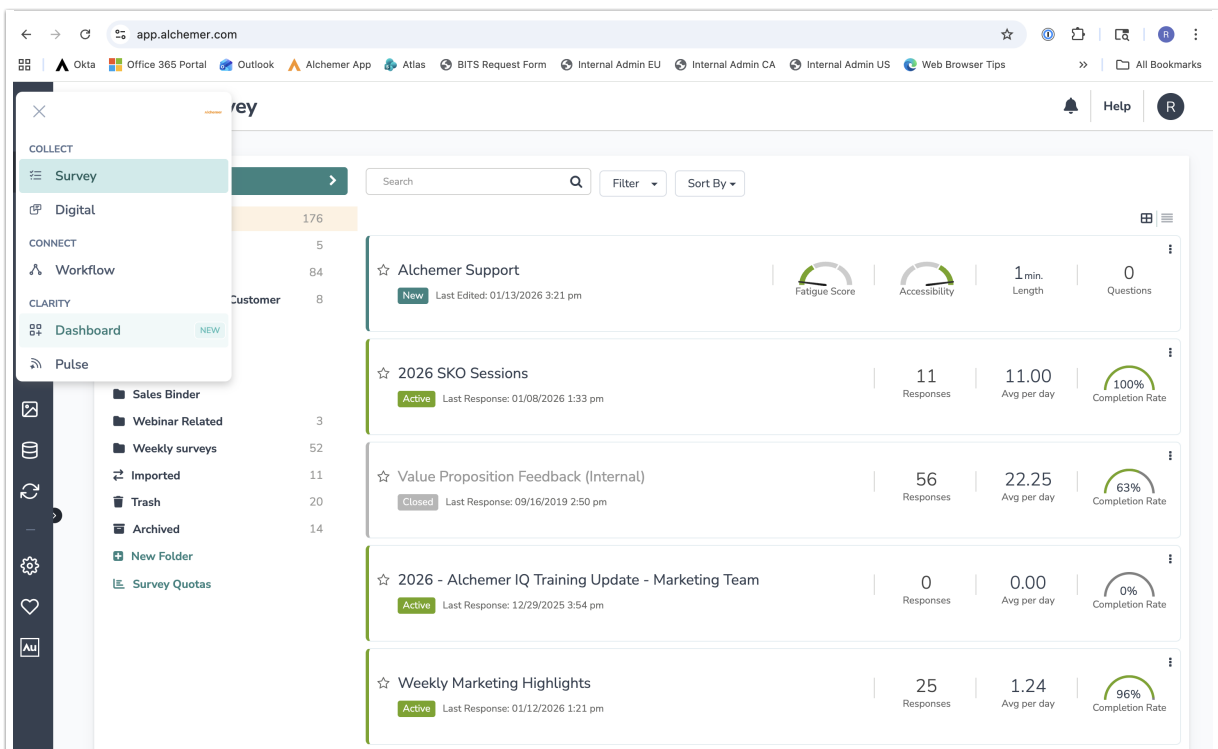 app.alchemer.com
R
Okta
Office 365 Portal
Outlook
Alchemer App
Atlas
BITS Request Form
Internal Admin EU
Internal Admin CA
Internal Admin US
Web Browser Tips
»
All Bookmarks
vey
Help
R
COLLECT
Survey
Digital
CONNECT
Workflow
CLARITY
Dashboard
NEW
Pulse
176
5
84
Customer 8
Sales Binder
Webinar Related 3
Weekly surveys 52
Imported 11
Trash 20
Archived 14
New Folder
Survey Quotas
Au
Search
Filter
Sort By
Alchemer Support
New Last Edited: 01/13/2026 3:21 pm
Fatigue Score
Accessibility
1 min.
Length
0
Questions
2026 SKO Sessions
Active Last Response: 01/08/2026 1:33 pm
11
Responses
11.00
Avg per day
100%
Completion Rate
Value Proposition Feedback (Internal)
Closed Last Response: 09/16/2019 2:50 pm
56
Responses
22.25
Avg per day
63%
Completion Rate
2026 - Alchemer IQ Training Update - Marketing Team
Active Last Response: 12/29/2025 3:54 pm
0
Responses
0.00
Avg per day
0%
Completion Rate
Weekly Marketing Highlights
Active Last Response: 01/12/2026 1:21 pm
25
Responses
1.24
Avg per day
96%
Completion Rate